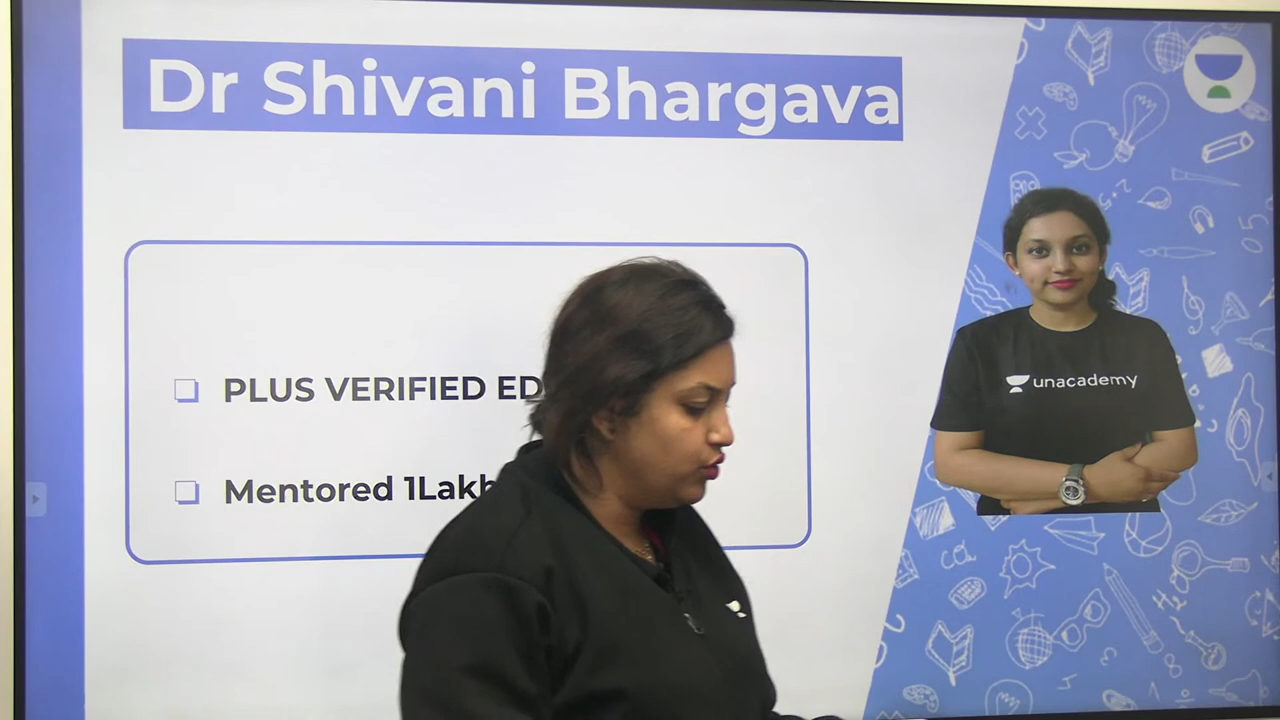 Dr Shivani Bhargava
PLUS VERIFIED ED
Mentored 1Lakh
unacademy